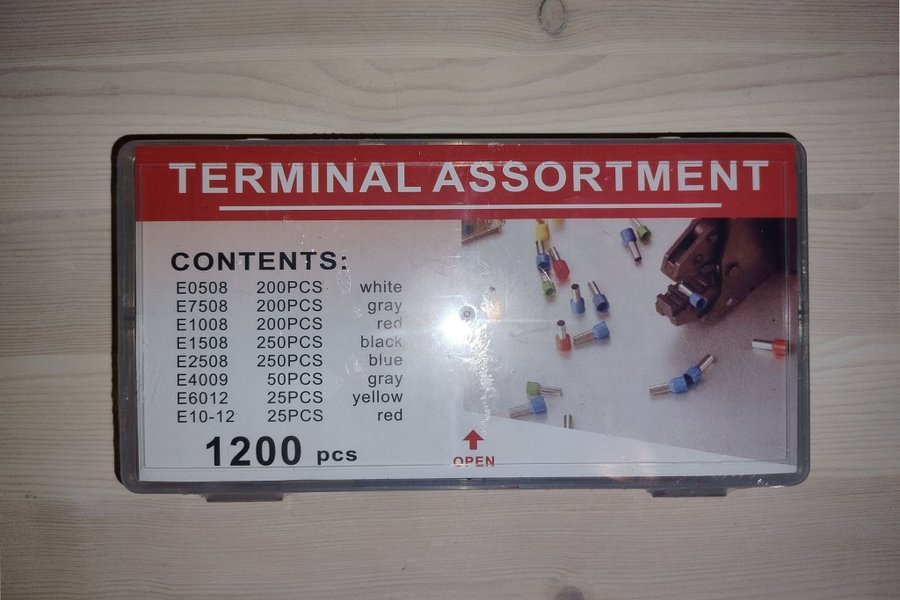 TERMINAL ASSORTMENT
CONTENTS:
E0508 200PCS white
E7508 200PCS gray
E1008 200PCS red
E1508 250PCS black
E2508 250PCS blue
E4009 50PCS gray
E6012 25PCS yellow
E10-12 25PCS red
1200 pcs
OPEN